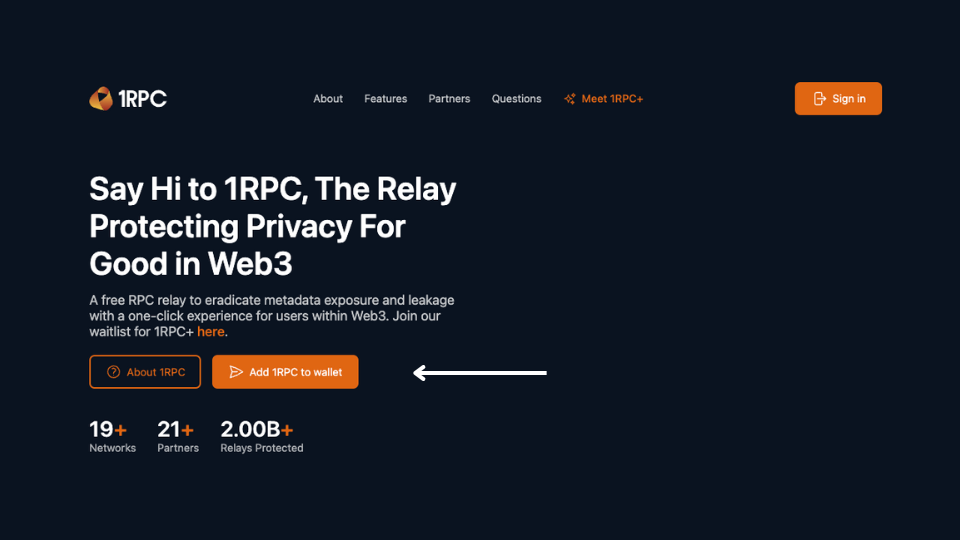 1RPC
About
Features
Partners
Questions
Meet 1RPC+
Sign in
Say Hi to 1RPC, The Relay
Protecting Privacy For
Good in Web3
A free RPC relay to eradicate metadata exposure and leakage
with a one-click experience for users within Web3. Join our
waitlist for 1RPC+ here.
About 1RPC
Add 1RPC to wallet
19+
Networks
21+
Partners
2.00B+
Relays Protected